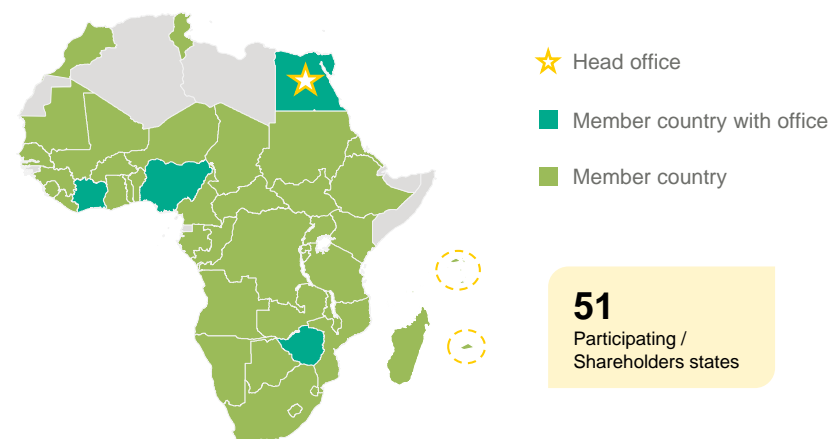 Head office
Member country with office
Member country
51
Participating /
Shareholders states